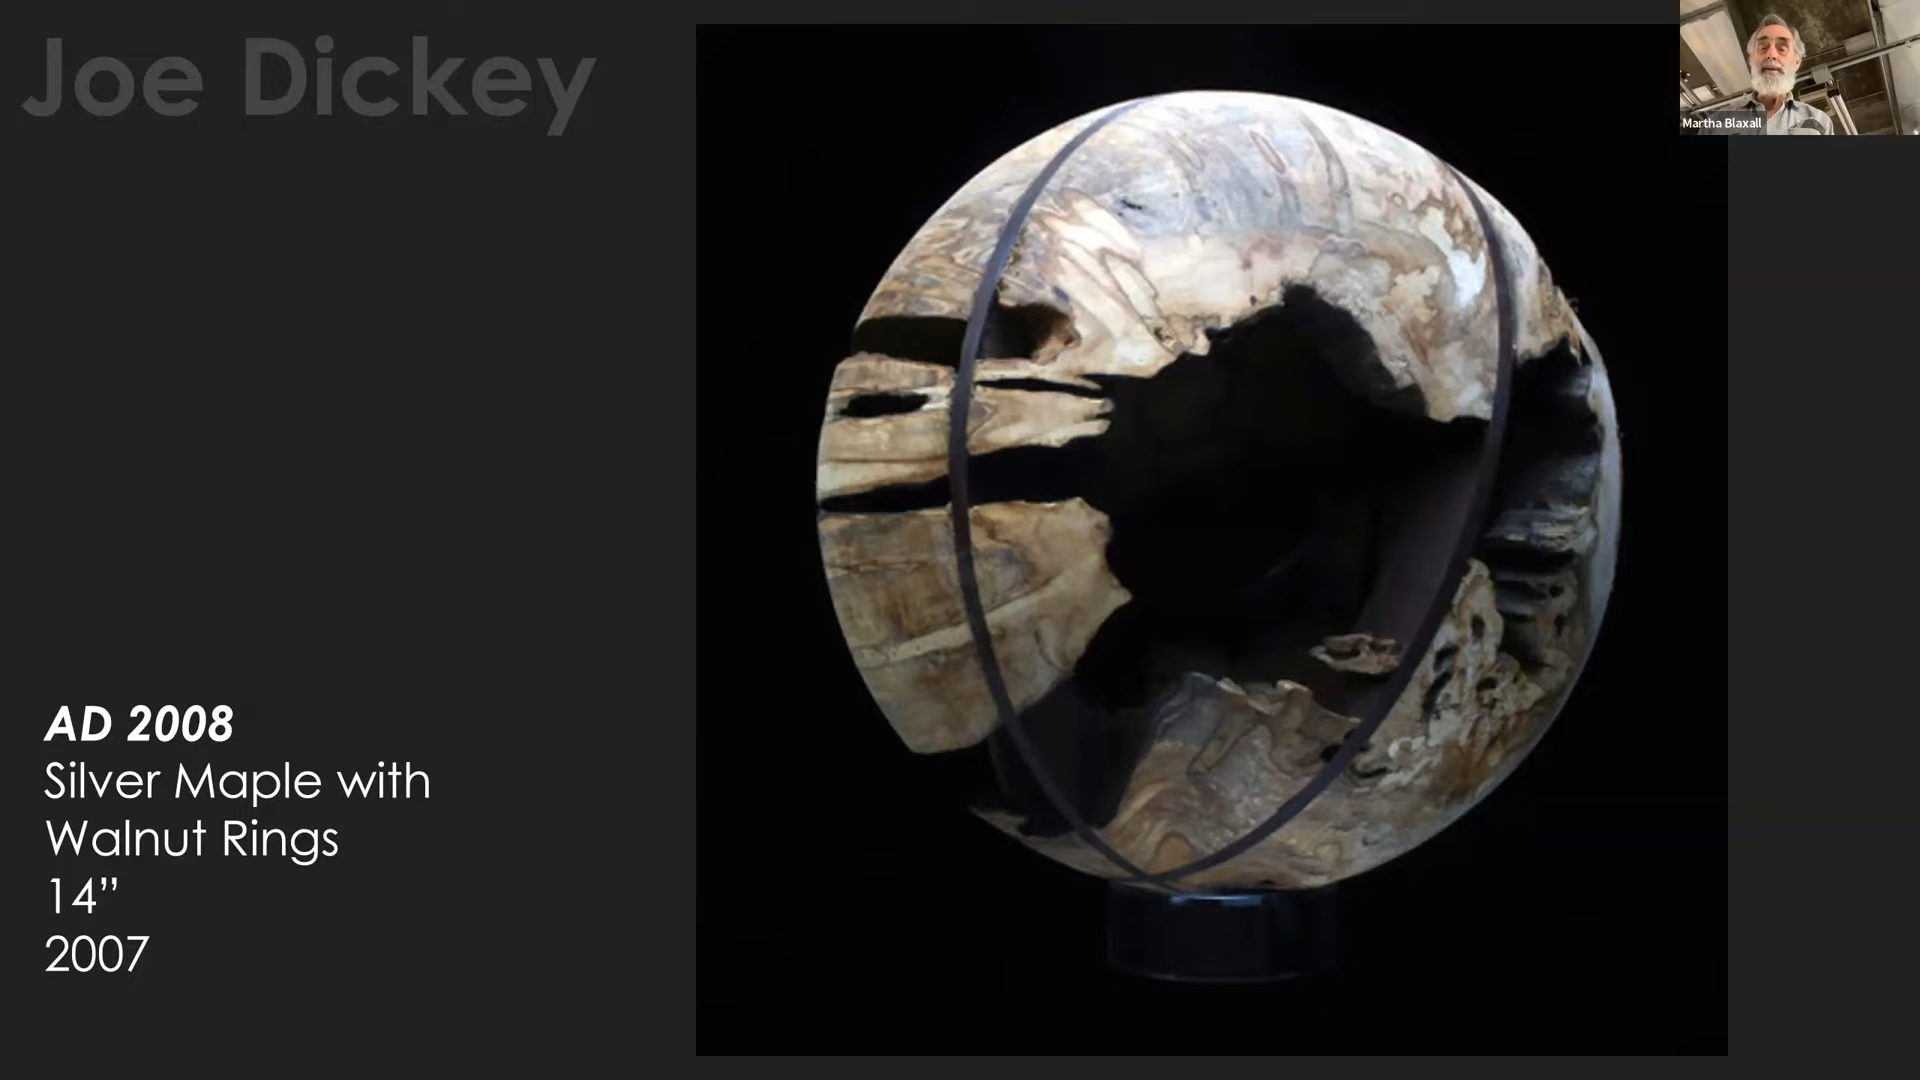 Joe Dickey
Martha Blaxall
AD 2008
Silver Maple with
Walnut Rings
14”
2007